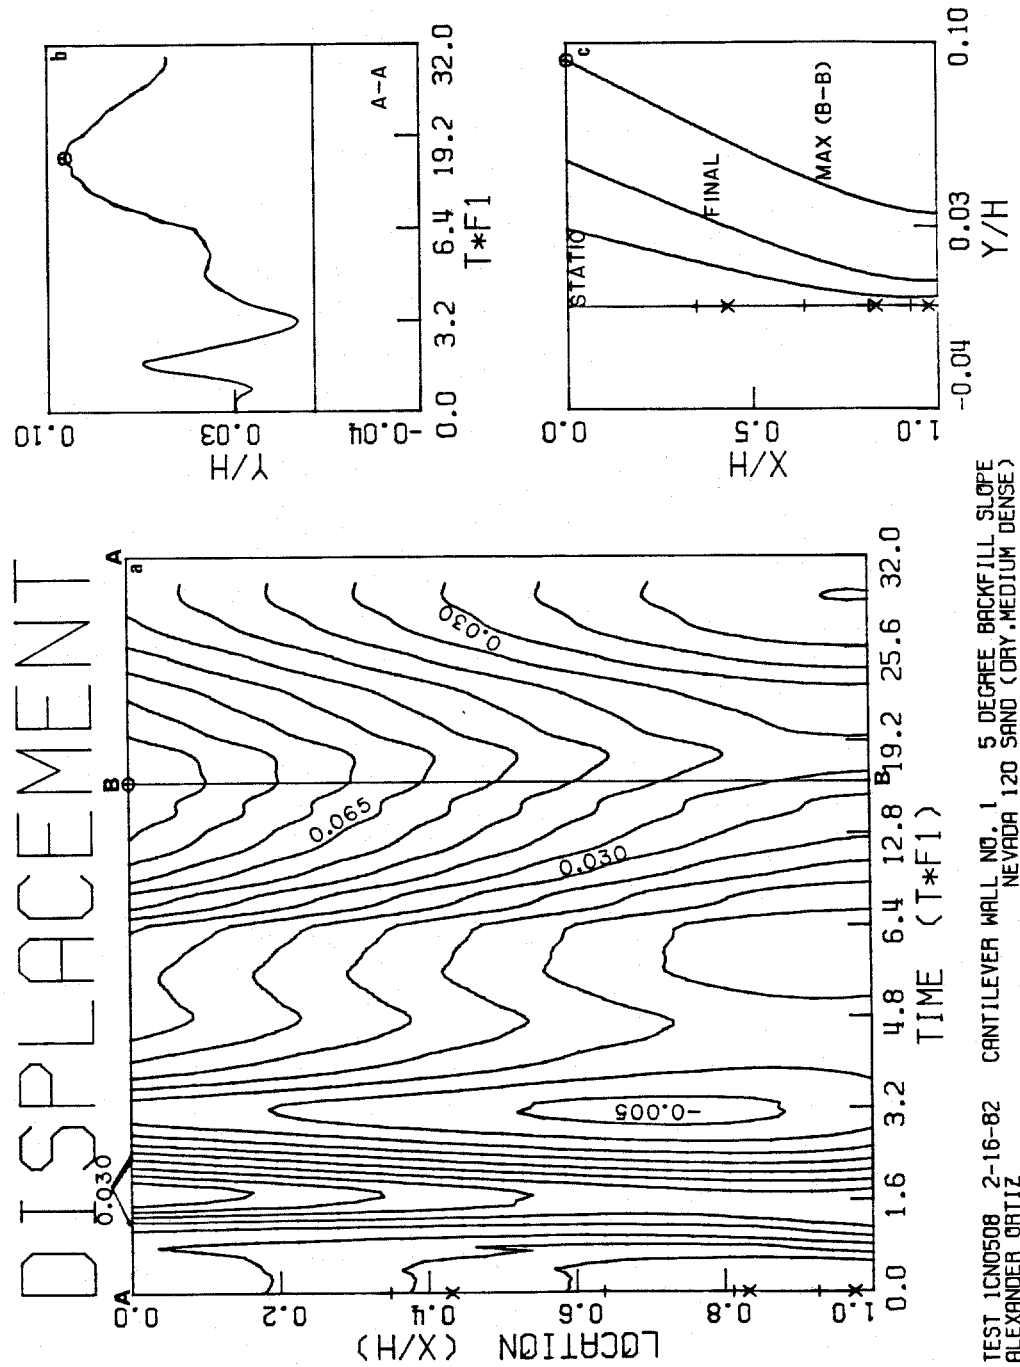 DISPLACEMENT
A
A
a
B
B
0.030
0.065
0.030
0.030
-0.005
0.0
0.2
0.4
0.6
0.8
1.0
LOCATION (X/H)
0.0
1.6
3.2
4.8
6.4
12.8
19.2
25.6
32.0
TIME (T*F1)
b
A-A
0.10
0.03
-0.04
Y/H
0.0
3.2
6.4
19.2
32.0
T*F1
c
STATIC
FINAL
MAX (B-B)
0.0
0.5
1.0
X/H
-0.04
0.03
0.10
Y/H
TEST 1CN0508 2-16-82 CANTILEVER WALL NO. 1 5 DEGREE BACKFILL SLOPE
ALEXANDER ORTIZ NEVADA 120 SAND (DRY,MEDIUM DENSE)